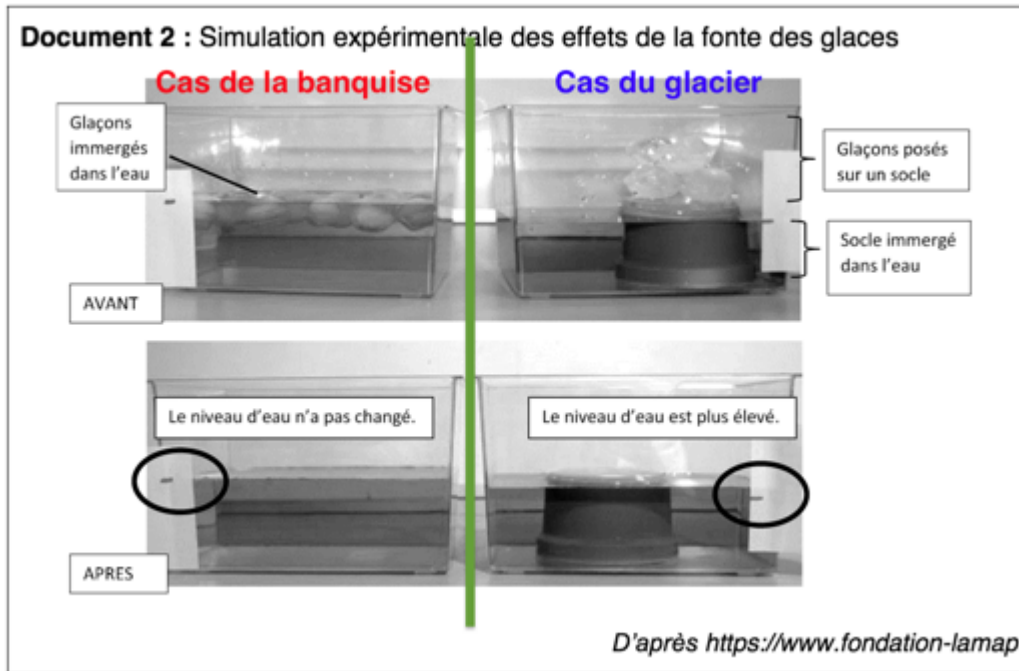 Document 2 : Simulation expérimentale des effets de la fonte des glaces
Cas de la banquise
Cas du glacier
Glaçons
immergés
dans l'eau
Glaçons posés
sur un socle
Socle immergé
dans l'eau
AVANT
Le niveau d'eau n'a pas changé.
Le niveau d'eau est plus élevé.
APRES
D'après https://www.fondation-lamap